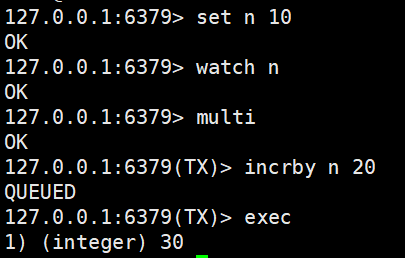 127.0.0.1:6379> set n 10
OK
127.0.0.1:6379> watch n
OK
127.0.0.1:6379> multi
OK
127.0.0.1:6379(TX)> incrby n 20
QUEUED
127.0.0.1:6379(TX)> exec
1) (integer) 30